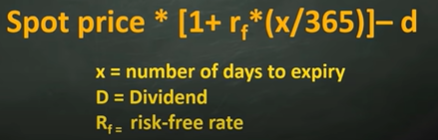 Spot price * [1+ rf*(x/365)]– d
x = number of days to expiry
D = Dividend
Rf = risk-free rate